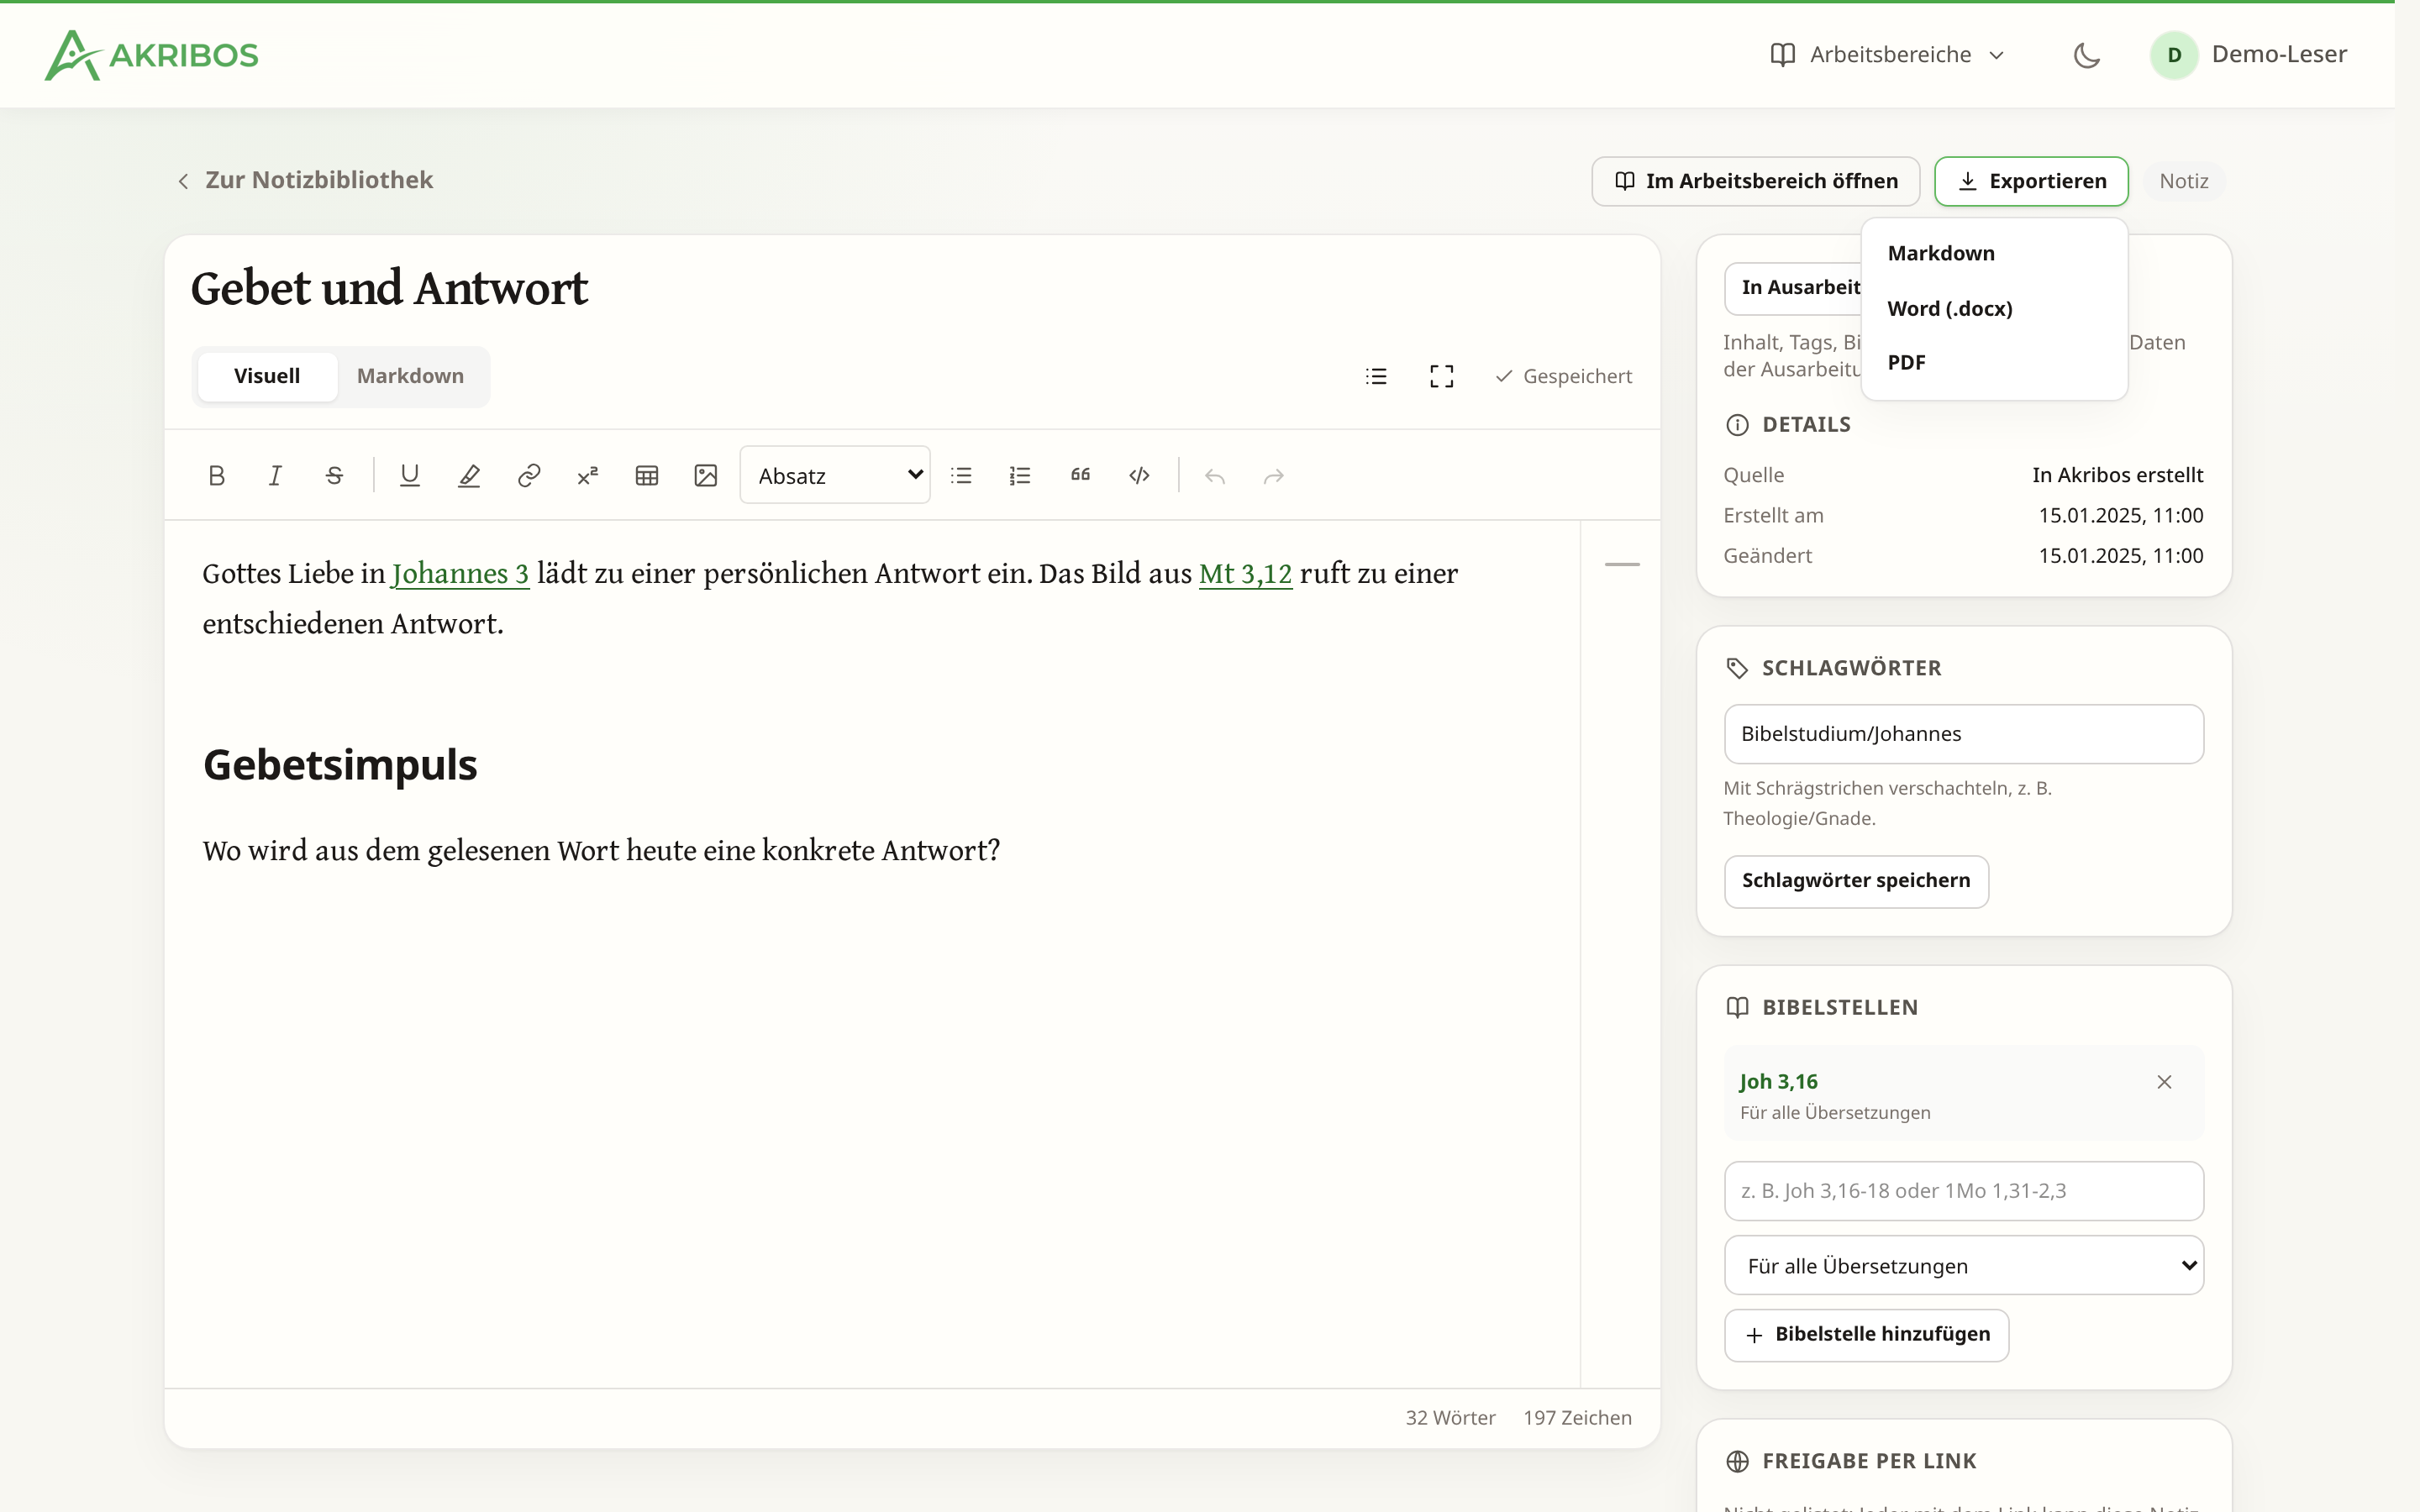 AKRIBOS
Arbeitsbereiche
D Demo-Leser
Zur Notizbibliothek
Im Arbeitsbereich öffnen
Exportieren
Notiz
Markdown
Word (.docx)
PDF
Gebet und Antwort
Visuell Markdown
Gespeichert
B I S U x² Absatz
Gottes Liebe in Johannes 3 lädt zu einer persönlichen Antwort ein. Das Bild aus Mt 3,12 ruft zu einer
entschiedenen Antwort.
Gebetsimpuls
Wo wird aus dem gelesenen Wort heute eine konkrete Antwort?
32 Wörter 197 Zeichen
In Ausarbeit
Inhalt, Tags, Bi Daten
der Ausarbeitu
DETAILS
Quelle In Akribos erstellt
Erstellt am 15.01.2025, 11:00
Geändert 15.01.2025, 11:00
SCHLAGWÖRTER
Bibelstudium/Johannes
Mit Schrägstrichen verschachteln, z. B.
Theologie/Gnade.
Schlagwörter speichern
BIBELSTELLEN
Joh 3,16
Für alle Übersetzungen
z. B. Joh 3,16-18 oder 1Mo 1,31-2,3
Für alle Übersetzungen
Bibelstelle hinzufügen
FREIGABE PER LINK